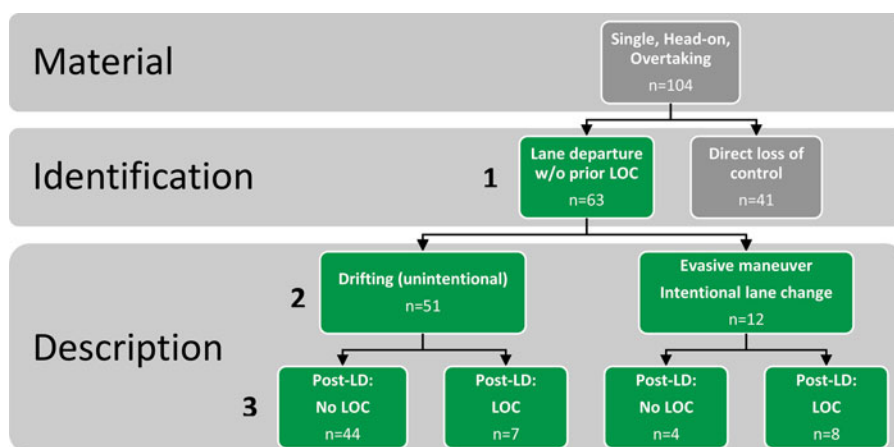 Material
Single, Head-on,
Overtaking
n=104
Identification
1
Lane departure
w/o prior LOC
n=63
Direct loss of
control
n=41
Description
2
Drifting (unintentional)
n=51
Evasive maneuver
Intentional lane change
n=12
3
Post-LD:
No LOC
n=44
Post-LD:
LOC
n=7
Post-LD:
No LOC
n=4
Post-LD:
LOC
n=8